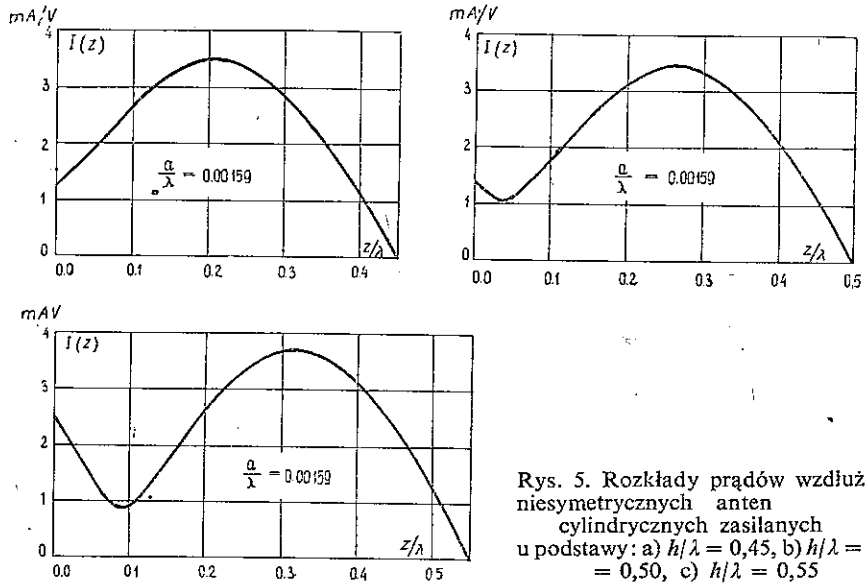 mA/V
4
I(z)
3
2
a/λ = 0.00159
1
0
z/λ
0.0 0.1 0.2 0.3 0.4
mA/V
4
I(z)
3
2
a/λ = 0.00159
1
0
z/λ
0.0 0.1 0.2 0.3 0.4 0.5
mAV
I(z)
3
2
a/λ = 0.00159
1
0
z/λ
0.0 0.1 0.2 0.3 0.4 0.5
Rys. 5. Rozkłady prądów wzdłuż
niesymetrycznych anten
cylindrycznych zasilanych
u podstawy: a) h/λ = 0,45, b) h/λ =
= 0,50, c) h/λ = 0,55